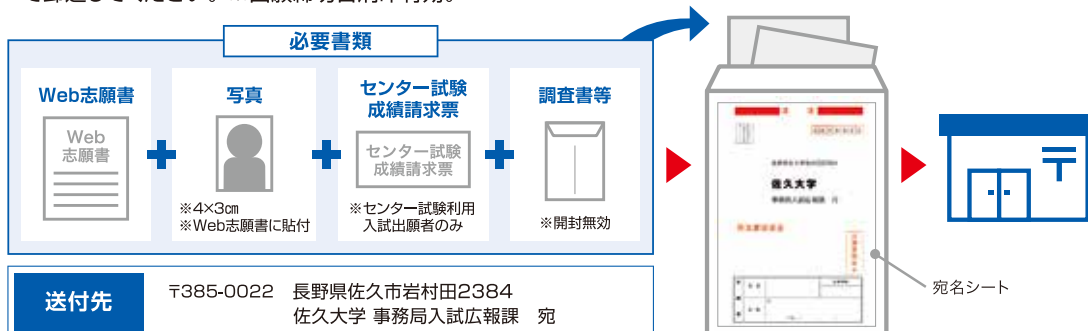 必要書類
Web志願書
Web
志願書
写真
※4×3㎝
※Web志願書に貼付
センター試験
成績請求票
センター試験
成績請求票
※センター試験利用
入試出願者のみ
調査書等
※開封無効
佐久大学
宛名シート
送付先
〒385-0022 長野県佐久市岩村田2384
佐久大学 事務局入試広報課 宛